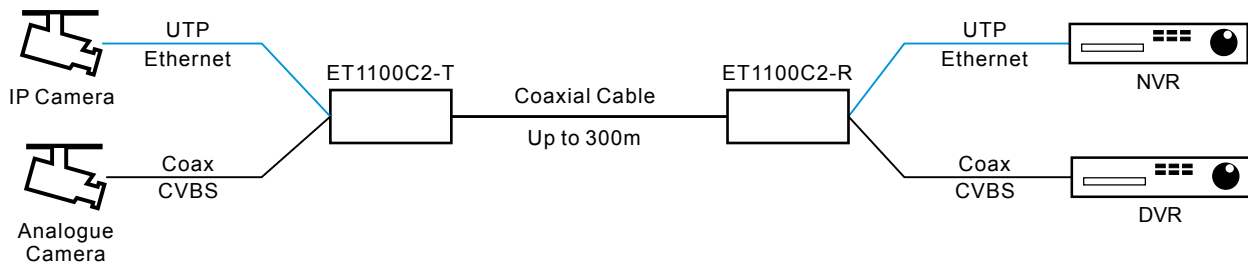 UTP
Ethernet
IP Camera
ET1100C2-T
Coaxial Cable
Up to 300m
ET1100C2-R
UTP
Ethernet
NVR
Coax
CVBS
Analogue
Camera
Coax
CVBS
DVR